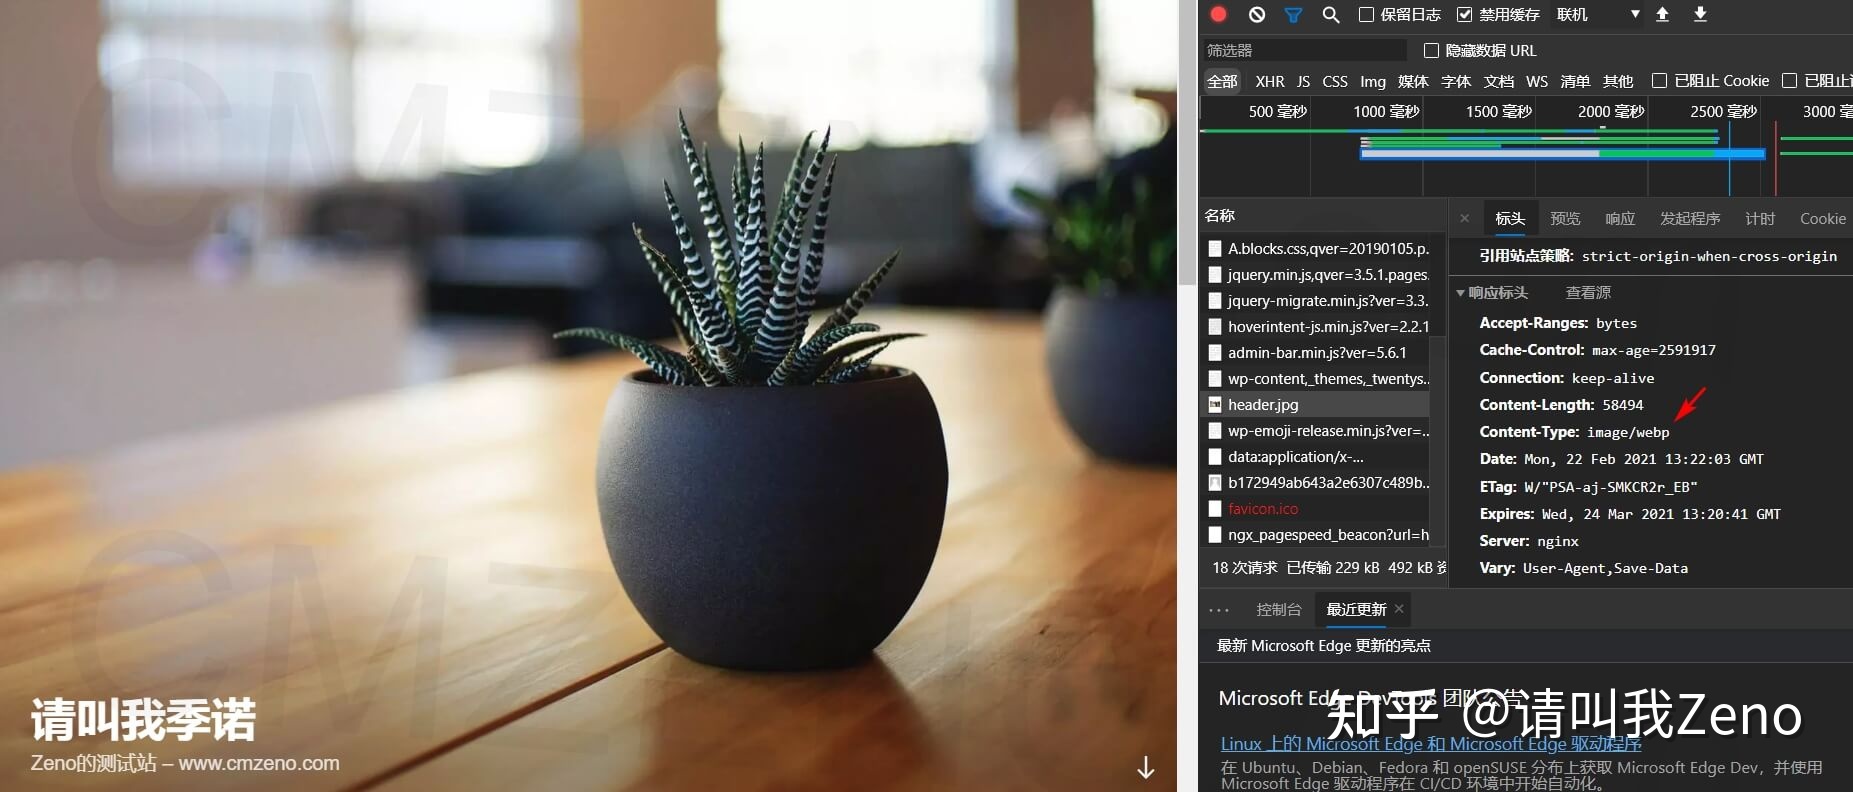 CMZ
CMZ
请叫我季诺
Zeno的测试站 – www.cmzeno.com
保留日志 禁用缓存 联机
筛选器 隐藏数据 URL
全部 XHR JS CSS Img 媒体 字体 文档 WS 清单 其他 已阻止 Cookie 已阻止
500 毫秒 1000 毫秒 1500 毫秒 2000 毫秒 2500 毫秒 3000 毫
名称
A.blocks.css,qver=20190105.p.
jquery.min.js,qver=3.5.1.pages.
jquery-migrate.min.js?ver=3.3.
hoverintent-js.min.js?ver=2.2.1
admin-bar.min.js?ver=5.6.1
wp-content,_themes,_twentys..
header.jpg
wp-emoji-release.min.js?ver=..
data:application/x-...
b172949ab643a2e6307c489b..
favicon.ico
ngx_pagespeed_beacon?url=h
18 次请求 已传输 229 kB 492 kB
× 标头 预览 响应 发起程序 计时 Cookie
引用站点策略: strict-origin-when-cross-origin
响应标头 查看源
Accept-Ranges: bytes
Cache-Control: max-age=2591917
Connection: keep-alive
Content-Length: 58494
Content-Type: image/webp
Date: Mon, 22 Feb 2021 13:22:03 GMT
ETag: W/"PSA-aj-SMKCR2r_EB"
Expires: Wed, 24 Mar 2021 13:20:41 GMT
Server: nginx
Vary: User-Agent,Save-Data
... 控制台 最近更新 ×
最新 Microsoft Edge 更新的亮点
Microsoft Edge DevTools 团队公告
知乎 @请叫我Zeno
Linux 上的 Microsoft Edge 和 Microsoft Edge 驱动程序
在 Ubuntu、Debian、Fedora 和 openSUSE 分布上获取 Microsoft Edge Dev，并使用
Microsoft Edge 驱动程序在 CI/CD 环境中开始自动化。